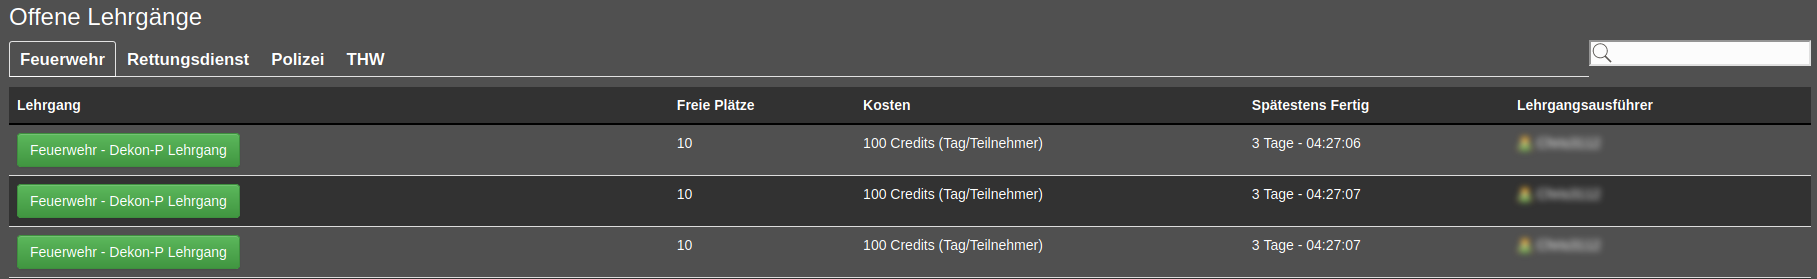 Offene Lehrgänge
Feuerwehr Rettungsdienst Polizei THW
Lehrgang Freie Plätze Kosten Spätestens Fertig Lehrgangsausführer
Feuerwehr - Dekon-P Lehrgang 10 100 Credits (Tag/Teilnehmer) 3 Tage - 04:27:06
Feuerwehr - Dekon-P Lehrgang 10 100 Credits (Tag/Teilnehmer) 3 Tage - 04:27:07
Feuerwehr - Dekon-P Lehrgang 10 100 Credits (Tag/Teilnehmer) 3 Tage - 04:27:07